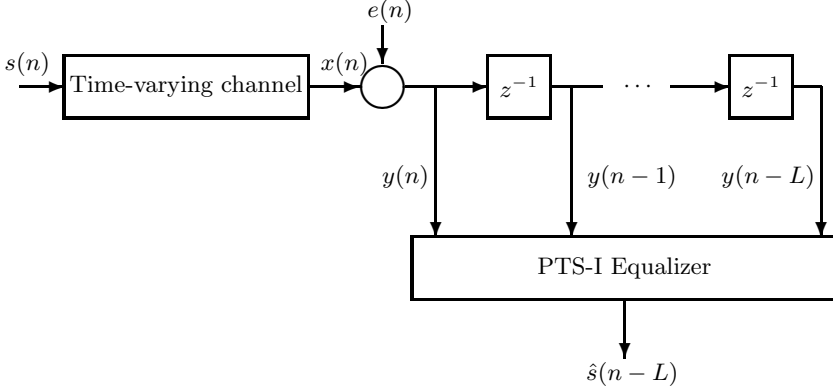 e(n)
s(n)
Time-varying channel
x(n)
z⁻¹
···
z⁻¹
y(n)
y(n − 1)
y(n − L)
PTS-I Equalizer
ŝ(n − L)